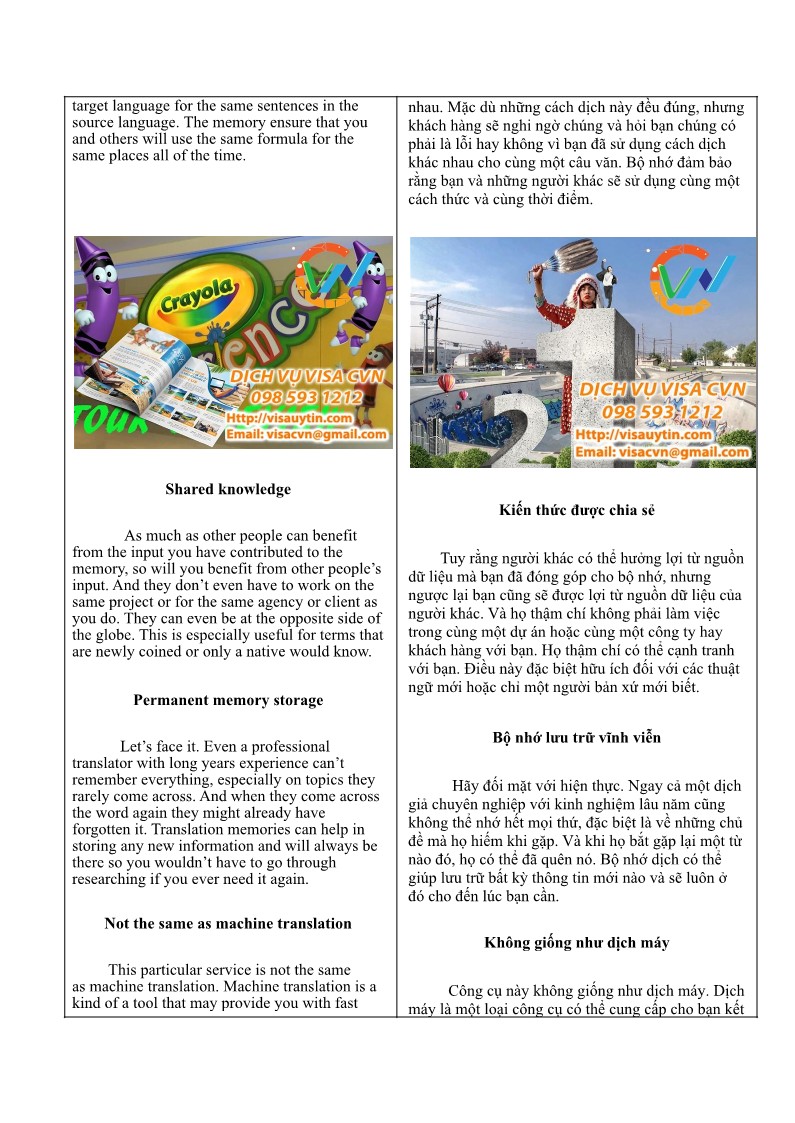 target language for the same sentences in the
source language. The memory ensure that you
and others will use the same formula for the
same places all of the time.
Crayola
DỊCH VỤ VISA CVN
098 593 1212
Http://visauytin.com
Email: visacvn@gmail.com
TOUR
Shared knowledge
As much as other people can benefit
from the input you have contributed to the
memory, so will you benefit from other people’s
input. And they don’t even have to work on the
same project or for the same agency or client as
you do. They can even be at the opposite side of
the globe. This is especially useful for terms that
are newly coined or only a native would know.
Permanent memory storage
Let’s face it. Even a professional
translator with long years experience can’t
remember everything, especially on topics they
rarely come across. And when they come across
the word again they might already have
forgotten it. Translation memories can help in
storing any new information and will always be
there so you wouldn’t have to go through
researching if you ever need it again.
Not the same as machine translation
This particular service is not the same
as machine translation. Machine translation is a
kind of a tool that may provide you with fast
nhau. Mặc dù những cách dịch này đều đúng, nhưng
khách hàng sẽ nghi ngờ chúng và hỏi bạn chúng có
phải là lỗi hay không vì bạn đã sử dụng cách dịch
khác nhau cho cùng một câu văn. Bộ nhớ đảm bảo
rằng bạn và những người khác sẽ sử dụng cùng một
cách thức và cùng thời điểm.
21
DỊCH VỤ VISA CVN
098 593 1212
Http://visauytin.com
Email: visacvn@gmail.com
Kiến thức được chia sẻ
Tuy rằng người khác có thể hưởng lợi từ nguồn
dữ liệu mà bạn đã đóng góp cho bộ nhớ, nhưng
ngược lại bạn cũng sẽ được lợi từ nguồn dữ liệu của
người khác. Và họ thậm chí không phải làm việc
trong cùng một dự án hoặc cùng một công ty hay
khách hàng với bạn. Họ thậm chí có thể cạnh tranh
với bạn. Điều này đặc biệt hữu ích đối với các thuật
ngữ mới hoặc chỉ một người bản xứ mới biết.
Bộ nhớ lưu trữ vĩnh viễn
Hãy đối mặt với hiện thực. Ngay cả một dịch
giả chuyên nghiệp với kinh nghiệm lâu năm cũng
không thể nhớ hết mọi thứ, đặc biệt là về những chủ
đề mà họ hiếm khi gặp. Và khi họ bắt gặp lại một từ
nào đó, họ có thể đã quên nó. Bộ nhớ dịch có thể
giúp lưu trữ bất kỳ thông tin mới nào và sẽ luôn ở
đó cho đến lúc bạn cần.
Không giống như dịch máy
Công cụ này không giống như dịch máy. Dịch
máy là một loại công cụ có thể cung cấp cho bạn kết